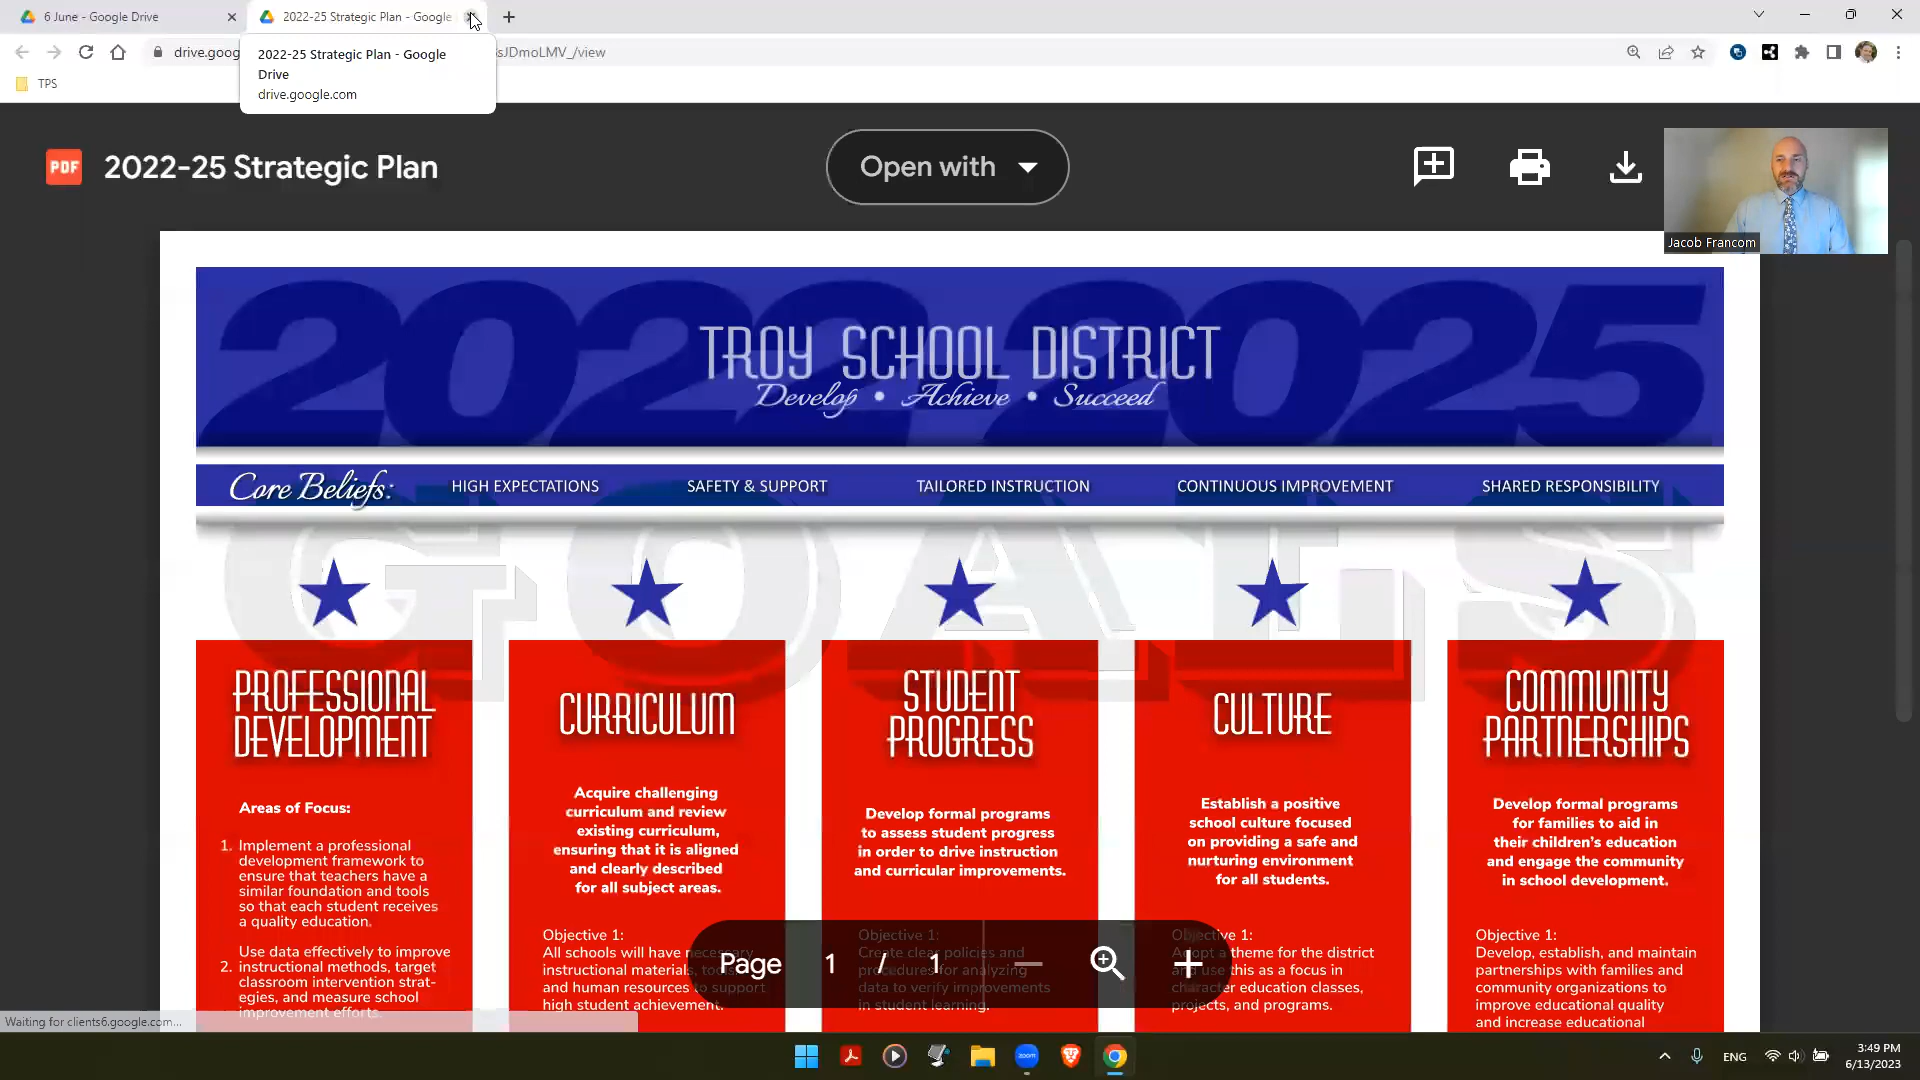 6 June - Google Drive
2022-25 Strategic Plan - Google
drive.goog
sJDmoLMV_/view
2022-25 Strategic Plan - Google
Drive
drive.google.com
TPS
PDF
2022-25 Strategic Plan
Open with
Jacob Francom
2022-2025
TROY SCHOOL DISTRICT
Develop • Achieve • Succeed
Core Beliefs:
HIGH EXPECTATIONS
SAFETY & SUPPORT
TAILORED INSTRUCTION
CONTINUOUS IMPROVEMENT
SHARED RESPONSIBILITY
GOALS
PROFESSIONAL
DEVELOPMENT
Areas of Focus:
1. Implement a professional
development framework to
ensure that teachers have a
similar foundation and tools
so that each student receives
a quality education.
Use data effectively to improve
2. instructional methods, target
classroom intervention strat-
egies, and measure school
improvement efforts.
CURRICULUM
Acquire challenging
curriculum and review
existing curriculum,
ensuring that it is aligned
and clearly described
for all subject areas.
Objective 1:
All schools will have necessary
instructional materials, tools
and human resources to support
high student achievement.
STUDENT
PROGRESS
Develop formal programs
to assess student progress
in order to drive instruction
and curricular improvements.
Objective 1:
Create clear policies and
procedures for analyzing
data to verify improvements
in student learning.
CULTURE
Establish a positive
school culture focused
on providing a safe and
nurturing environment
for all students.
Objective 1:
Adopt a theme for the district
and use this as a focus in
character education classes,
projects, and programs.
COMMUNITY
PARTNERSHIPS
Develop formal programs
for families to aid in
their children's education
and engage the community
in school development.
Objective 1:
Develop, establish, and maintain
partnerships with families and
community organizations to
improve educational quality
and increase educational
Page 1 / 1
Waiting for clients6.google.com...
zoom
ENG
3:49 PM
6/13/2023